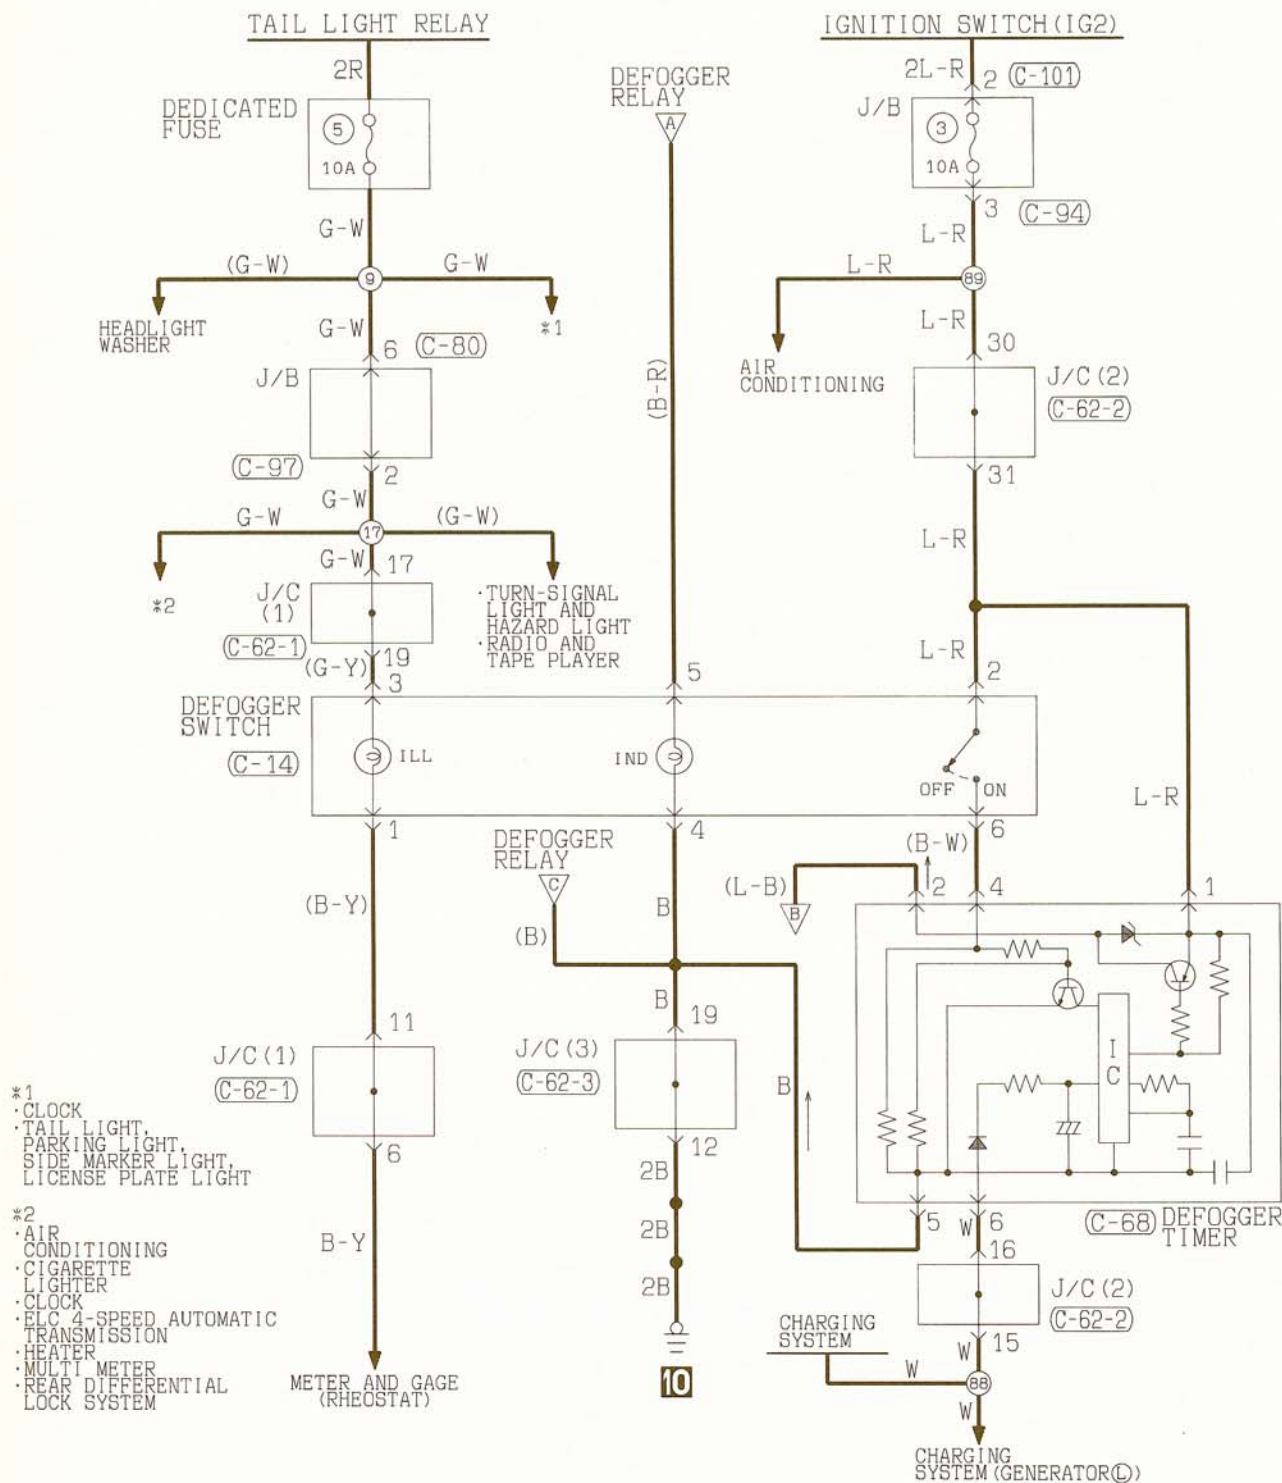 TAIL LIGHT RELAY
IGNITION SWITCH(IG2)
2R
DEFOGGER
RELAY
A
2L-R
2
C-101
DEDICATED
FUSE
5
10A
J/B
3
10A
3
C-94
G-W
L-R
(G-W)
9
G-W
L-R
89
HEADLIGHT
WASHER
G-W
*1
L-R
6
C-80
30
AIR
CONDITIONING
(B-R)
J/B
J/C(2)
C-62-2
C-97
2
31
G-W
G-W
17
(G-W)
L-R
G-W
17
*2
J/C
(1)
C-62-1
·TURN-SIGNAL
LIGHT AND
HAZARD LIGHT
·RADIO AND
TAPE PLAYER
19
(G-Y)
3
5
L-R
2
DEFOGGER
SWITCH
C-14
ILL
IND
OFF
ON
L-R
1
4
6
DEFOGGER
RELAY
C
(B-W)
(L-B)
B
2
4
1
(B-Y)
B
(B)
B
11
19
J/C(1)
C-62-1
J/C(3)
C-62-3
B
IC
6
12
*1
·CLOCK
·TAIL LIGHT,
PARKING LIGHT,
SIDE MARKER LIGHT,
LICENSE PLATE LIGHT
2B
5
6
C-68
DEFOGGER
TIMER
W
16
*2
·AIR
CONDITIONING
·CIGARETTE
LIGHTER
·CLOCK
·ELC 4-SPEED AUTOMATIC
TRANSMISSION
·HEATER
·MULTI METER
·REAR DIFFERENTIAL
LOCK SYSTEM
B-Y
2B
2B
J/C(2)
C-62-2
CHARGING
SYSTEM
15
W
W
88
W
10
METER AND GAGE
(RHEOSTAT)
CHARGING
SYSTEM(GENERATOR Ⓛ)